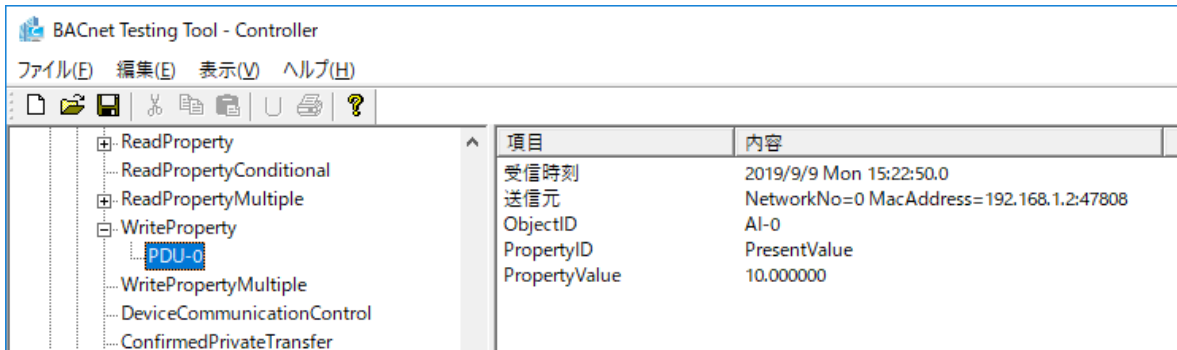 BACnet Testing Tool - Controller
ファイル(F) 編集(E) 表示(V) ヘルプ(H)
ReadProperty
ReadPropertyConditional
ReadPropertyMultiple
WriteProperty
PDU-0
WritePropertyMultiple
DeviceCommunicationControl
ConfirmedPrivateTransfer
項目 内容
受信時刻 2019/9/9 Mon 15:22:50.0
送信元 NetworkNo=0 MacAddress=192.168.1.2:47808
ObjectID AI-0
PropertyID PresentValue
PropertyValue 10.000000